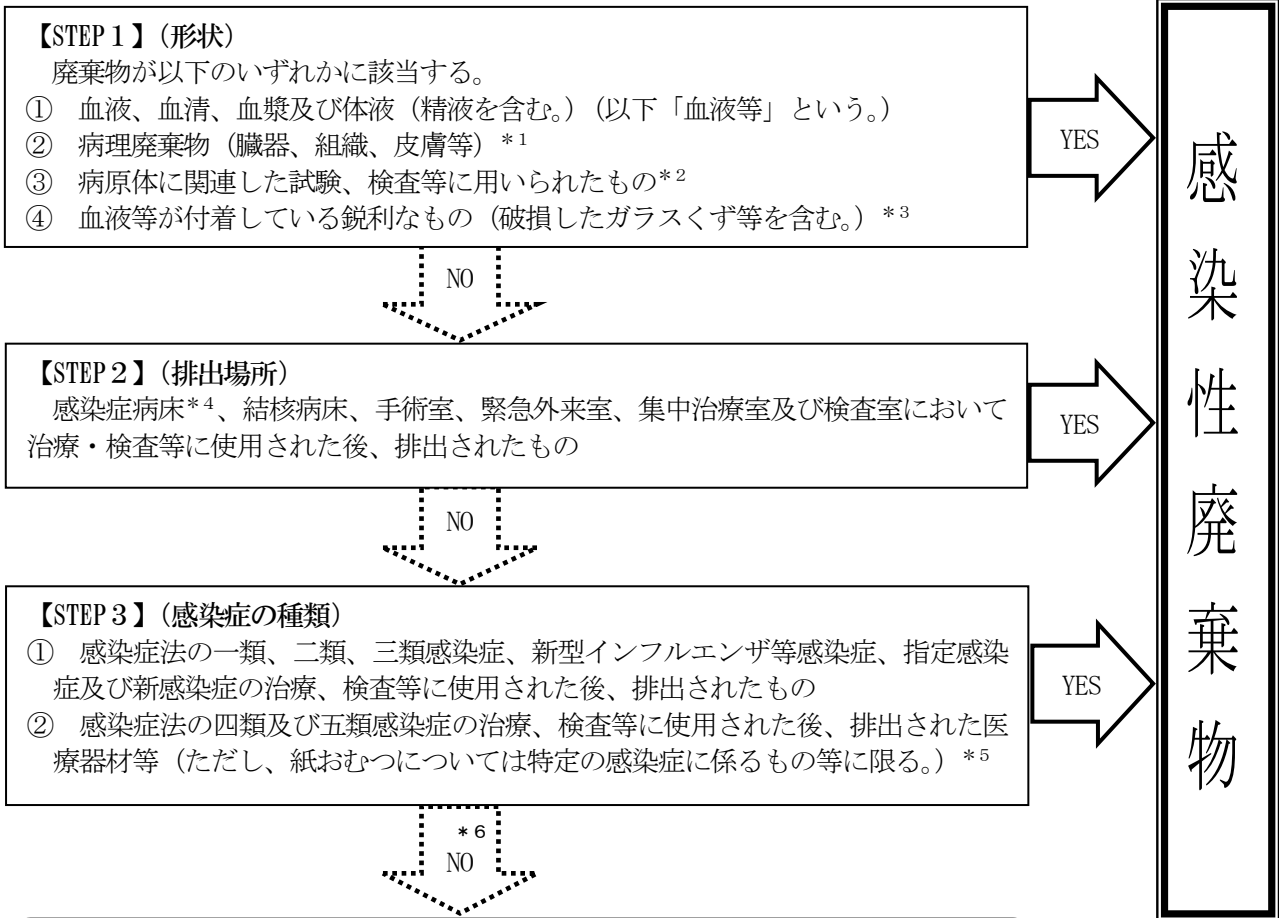 【STEP１】（形状）
廃棄物が以下のいずれかに該当する。
① 血液、血清、血漿及び体液（精液を含む。）（以下「血液等」という。）
② 病理廃棄物（臓器、組織、皮膚等）*1
③ 病原体に関連した試験、検査等に用いられたもの*2
④ 血液等が付着している鋭利なもの（破損したガラスくず等を含む。）*3
YES
NO
【STEP２】（排出場所）
感染症病床*4、結核病床、手術室、緊急外来室、集中治療室及び検査室において
治療・検査等に使用された後、排出されたもの
YES
NO
【STEP３】（感染症の種類）
① 感染症法の一類、二類、三類感染症、新型インフルエンザ等感染症、指定感染
症及び新感染症の治療、検査等に使用された後、排出されたもの
② 感染症法の四類及び五類感染症の治療、検査等に使用された後、排出された医
療器材等（ただし、紙おむつについては特定の感染症に係るもの等に限る。）*5
YES
*6
NO
感染性廃棄物